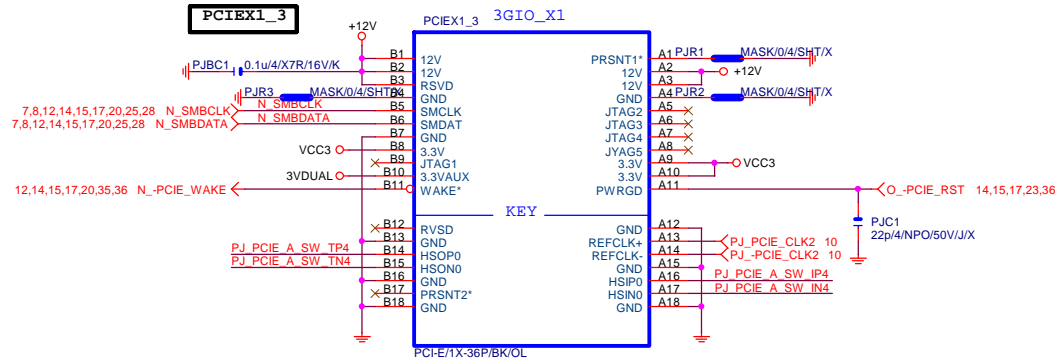 PCIEX1_3
PCIEX1_3 3GIO_X1
+12V
B1 12V
B2 12V
B3 RSVD
B4 GND
B5 SMCLK
B6 SMDAT
B7 GND
B8 3.3V
B9 JTAG1
B10 3.3VAUX
B11 WAKE*
KEY
B12 RVSD
B13 GND
B14 HSOP0
B15 HSON0
B16 GND
B17 PRSNT2*
B18 GND
PJBC1 0.1u/4/X7R/16V/K
PJR3 MASK/0/4/SHT/X
7,8,12,14,15,17,20,25,28 N_SMBCLK N_SMBCLK
7,8,12,14,15,17,20,25,28 N_SMBDATA N_SMBDATA
VCC3
3VDUAL
12,14,15,17,20,35,36 N_-PCIE_WAKE
PJ_PCIE_A_SW_TP4
PJ_PCIE_A_SW_TN4
PRSNT1* A1 PJR1 MASK/0/4/SHT/X
12V A2 +12V
12V A3
GND A4 PJR2 MASK/0/4/SHT/X
JTAG2 A5
JTAG3 A6
JTAG4 A7
JYAG5 A8
3.3V A9 VCC3
3.3V A10
PWRGD A11 O_-PCIE_RST 14,15,17,23,36
PJC1
22p/4/NPO/50V/J/X
GND A12
REFCLK+ A13 PJ_PCIE_CLK2 10
REFCLK- A14 PJ_-PCIE_CLK2 10
GND A15
HSIP0 A16 PJ_PCIE_A_SW_IP4
HSIN0 A17 PJ_PCIE_A_SW_IN4
GND A18
PCI-E/1X-36P/BK/OL